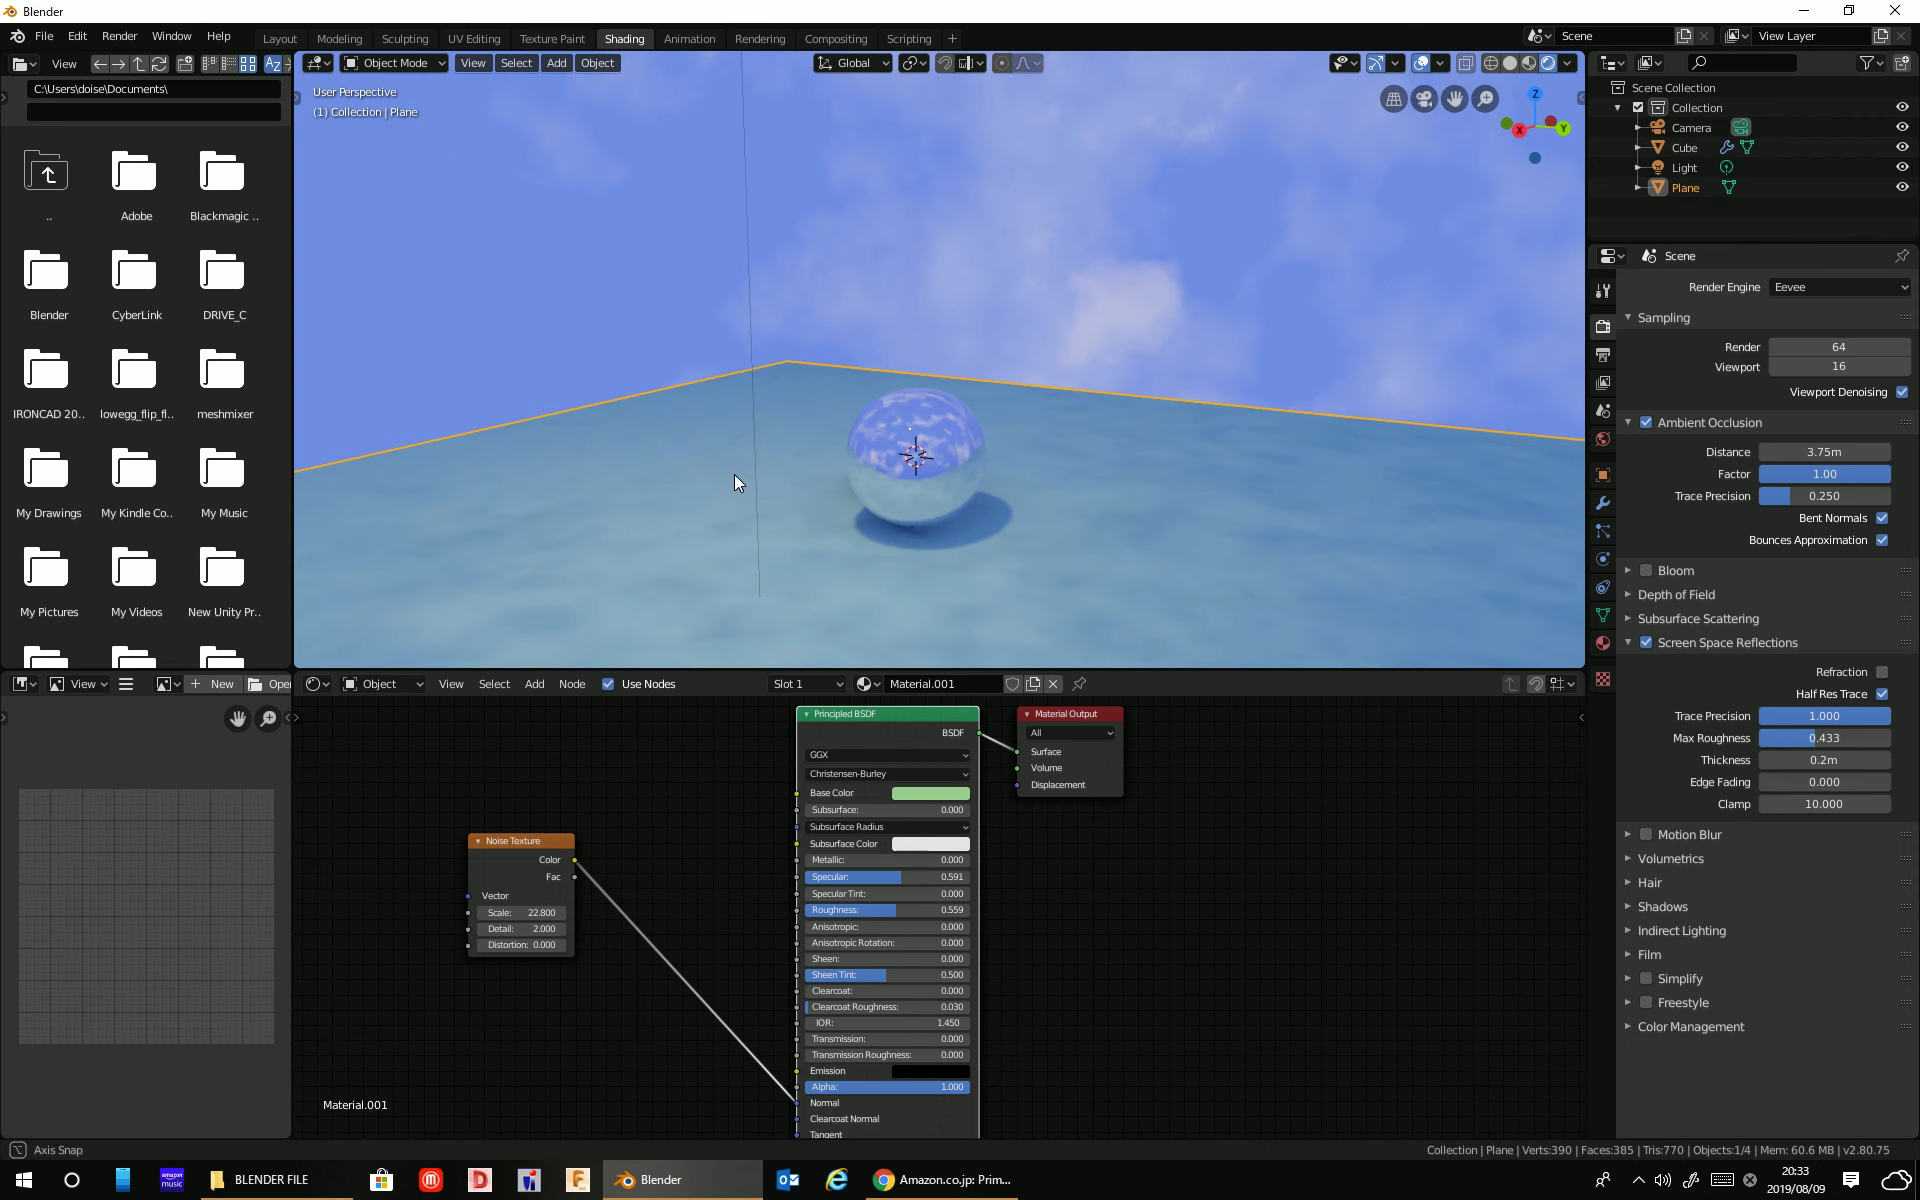 Blender
File Edit Render Window Help
Layout Modeling Sculpting UV Editing Texture Paint Shading Animation Rendering Compositing Scripting +
Scene
View Layer
View
C:\Users\doise\Documents\
..
Adobe
Blackmagic ..
Blender
CyberLink
DRIVE_C
IRONCAD 20..
lowegg_flip_fl..
meshmixer
My Drawings
My Kindle Co..
My Music
My Pictures
My Videos
New Unity Pr..
Object Mode View Select Add Object
Global
User Perspective
(1) Collection | Plane
Z
X
Y
Scene Collection
Collection
Camera
Cube
Light
Plane
Scene
Render Engine Eevee
Sampling
Render 64
Viewport 16
Viewport Denoising
Ambient Occlusion
Distance 3.75m
Factor 1.00
Trace Precision 0.250
Bent Normals
Bounces Approximation
Bloom
Depth of Field
Subsurface Scattering
Screen Space Reflections
Refraction
Half Res Trace
Trace Precision 1.000
Max Roughness 0.433
Thickness 0.2m
Edge Fading 0.000
Clamp 10.000
Motion Blur
Volumetrics
Hair
Shadows
Indirect Lighting
Film
Simplify
Freestyle
Color Management
View
New
Open
Object View Select Add Node Use Nodes
Slot 1
Material.001
Noise Texture
Color
Fac
Vector
Scale: 22.800
Detail: 2.000
Distortion: 0.000
Principled BSDF
BSDF
GGX
Christensen-Burley
Base Color
Subsurface: 0.000
Subsurface Radius
Subsurface Color
Metallic: 0.000
Specular: 0.591
Specular Tint: 0.000
Roughness: 0.559
Anisotropic: 0.000
Anisotropic Rotation: 0.000
Sheen: 0.000
Sheen Tint: 0.500
Clearcoat: 0.000
Clearcoat Roughness: 0.030
IOR: 1.450
Transmission: 0.000
Transmission Roughness: 0.000
Emission
Alpha: 1.000
Normal
Clearcoat Normal
Tangent
Material Output
All
Surface
Volume
Displacement
Material.001
Axis Snap
Collection | Plane | Verts:390 | Faces:385 | Tris:770 | Objects:1/4 | Mem: 60.6 MB | v2.80.75
amazon
music
BLENDER FILE
Blender
Amazon.co.jp: Prim...
20:33
2019/08/09